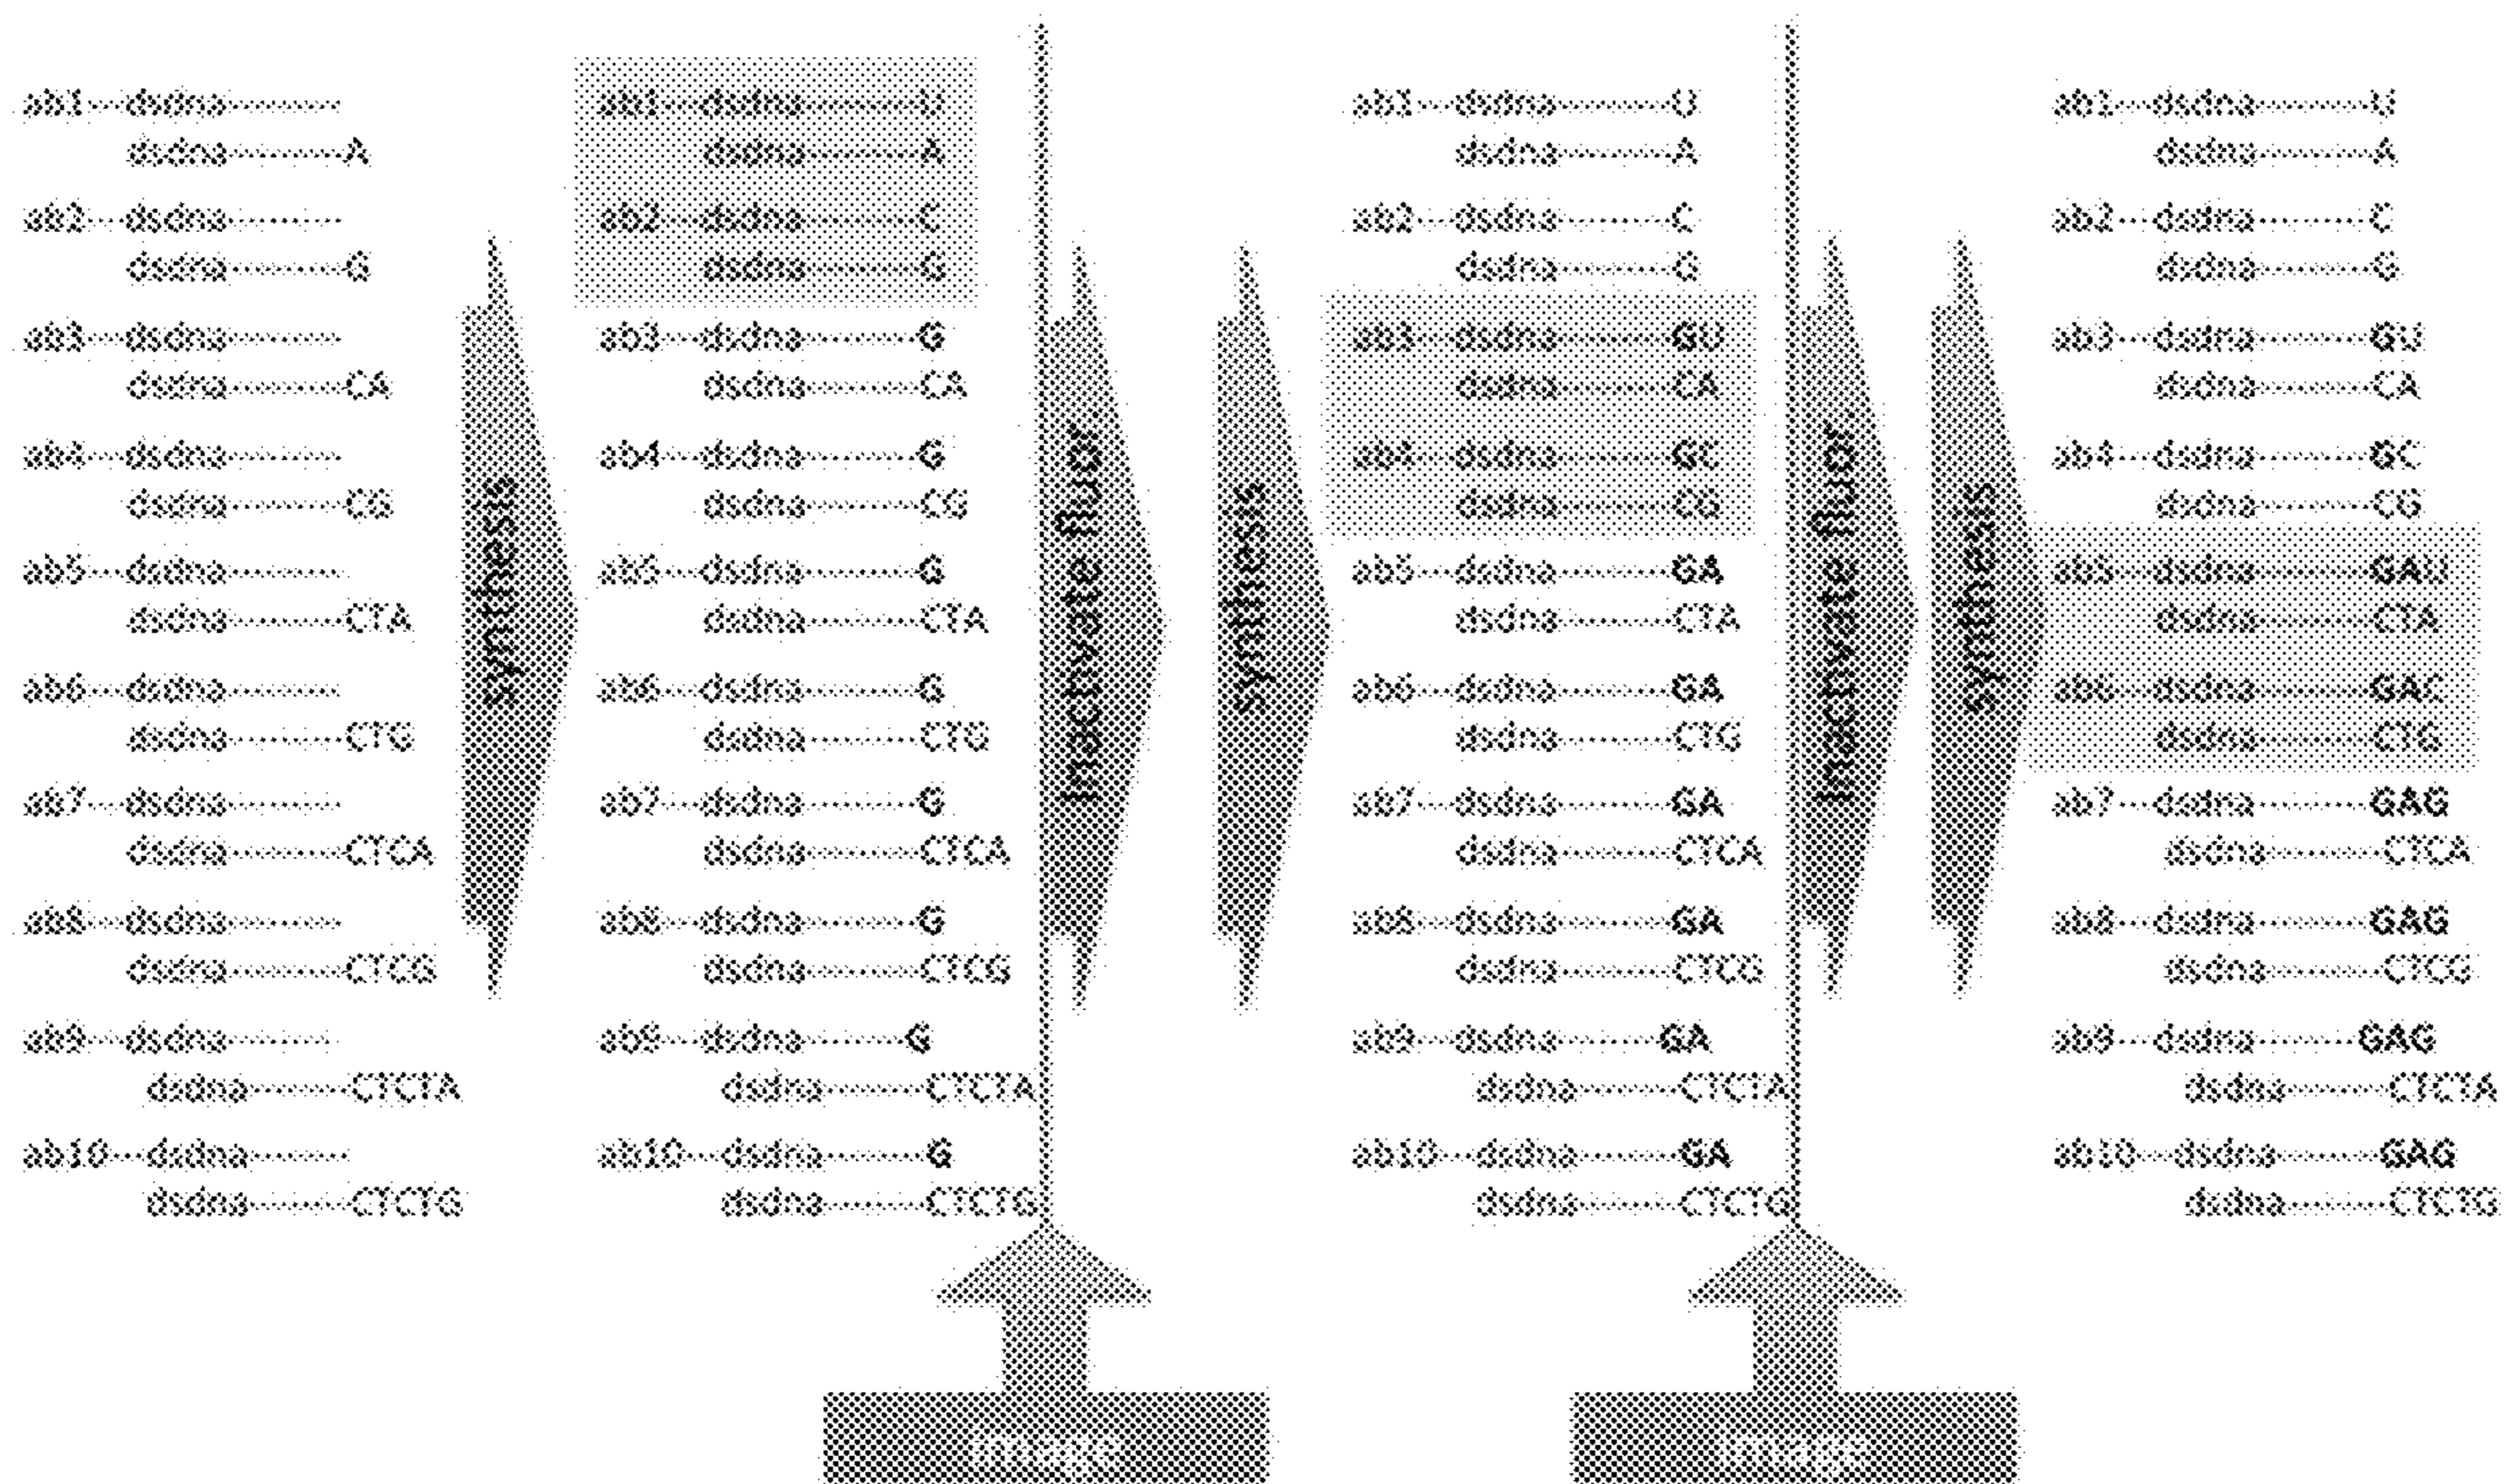 ab1---dsdna----------
dsdna----------A
ab2---dsdna----------
dsdna----------G
ab3---dsdna----------
dsdna----------CA
ab4---dsdna----------
dsdna----------CG
ab5---dsdna----------
dsdna----------CTA
ab6---dsdna----------
dsdna----------CTG
ab7---dsdna----------
dsdna----------CTCA
ab8---dsdna----------
dsdna----------CTCG
ab9---dsdna----------
dsdna----------CTCTA
ab10---dsdna----------
dsdna----------CTCTG
synthesis
ab1---dsdna----------U
dsdna----------A
ab2---dsdna----------C
dsdna----------G
ab3---dsdna----------G
dsdna----------CA
ab4---dsdna----------G
dsdna----------CG
ab5---dsdna----------G
dsdna----------CTA
ab6---dsdna----------G
dsdna----------CTG
ab7---dsdna----------G
dsdna----------CTCA
ab8---dsdna----------G
dsdna----------CTCG
ab9---dsdna---------G
dsdna---------CTCTA
ab10---dsdna---------G
dsdna---------CTCTG
Image
Inactivate fluor.
synthesis
ab1---dsdna----------U
dsdna----------A
ab2---dsdna----------C
dsdna----------G
ab3---dsdna----------GU
dsdna----------CA
ab4---dsdna----------GC
dsdna----------CG
ab5---dsdna----------GA
dsdna----------CTA
ab6---dsdna----------GA
dsdna----------CTG
ab7---dsdna----------GA
dsdna----------CTCA
ab8---dsdna----------GA
dsdna----------CTCG
ab9---dsdna---------GA
dsdna---------CTCTA
ab10---dsdna---------GA
dsdna---------CTCTG
Image
Inactivate fluor.
synthesis
ab1---dsdna----------U
dsdna----------A
ab2---dsdna----------C
dsdna----------G
ab3---dsdna----------GU
dsdna----------CA
ab4---dsdna----------GC
dsdna----------CG
ab5---dsdna----------GAU
dsdna----------CTA
ab6---dsdna----------GAC
dsdna----------CTG
ab7---dsdna----------GAG
dsdna----------CTCA
ab8---dsdna----------GAG
dsdna----------CTCG
ab9---dsdna---------GAG
dsdna---------CTCTA
ab10---dsdna---------GAG
dsdna---------CTCTG